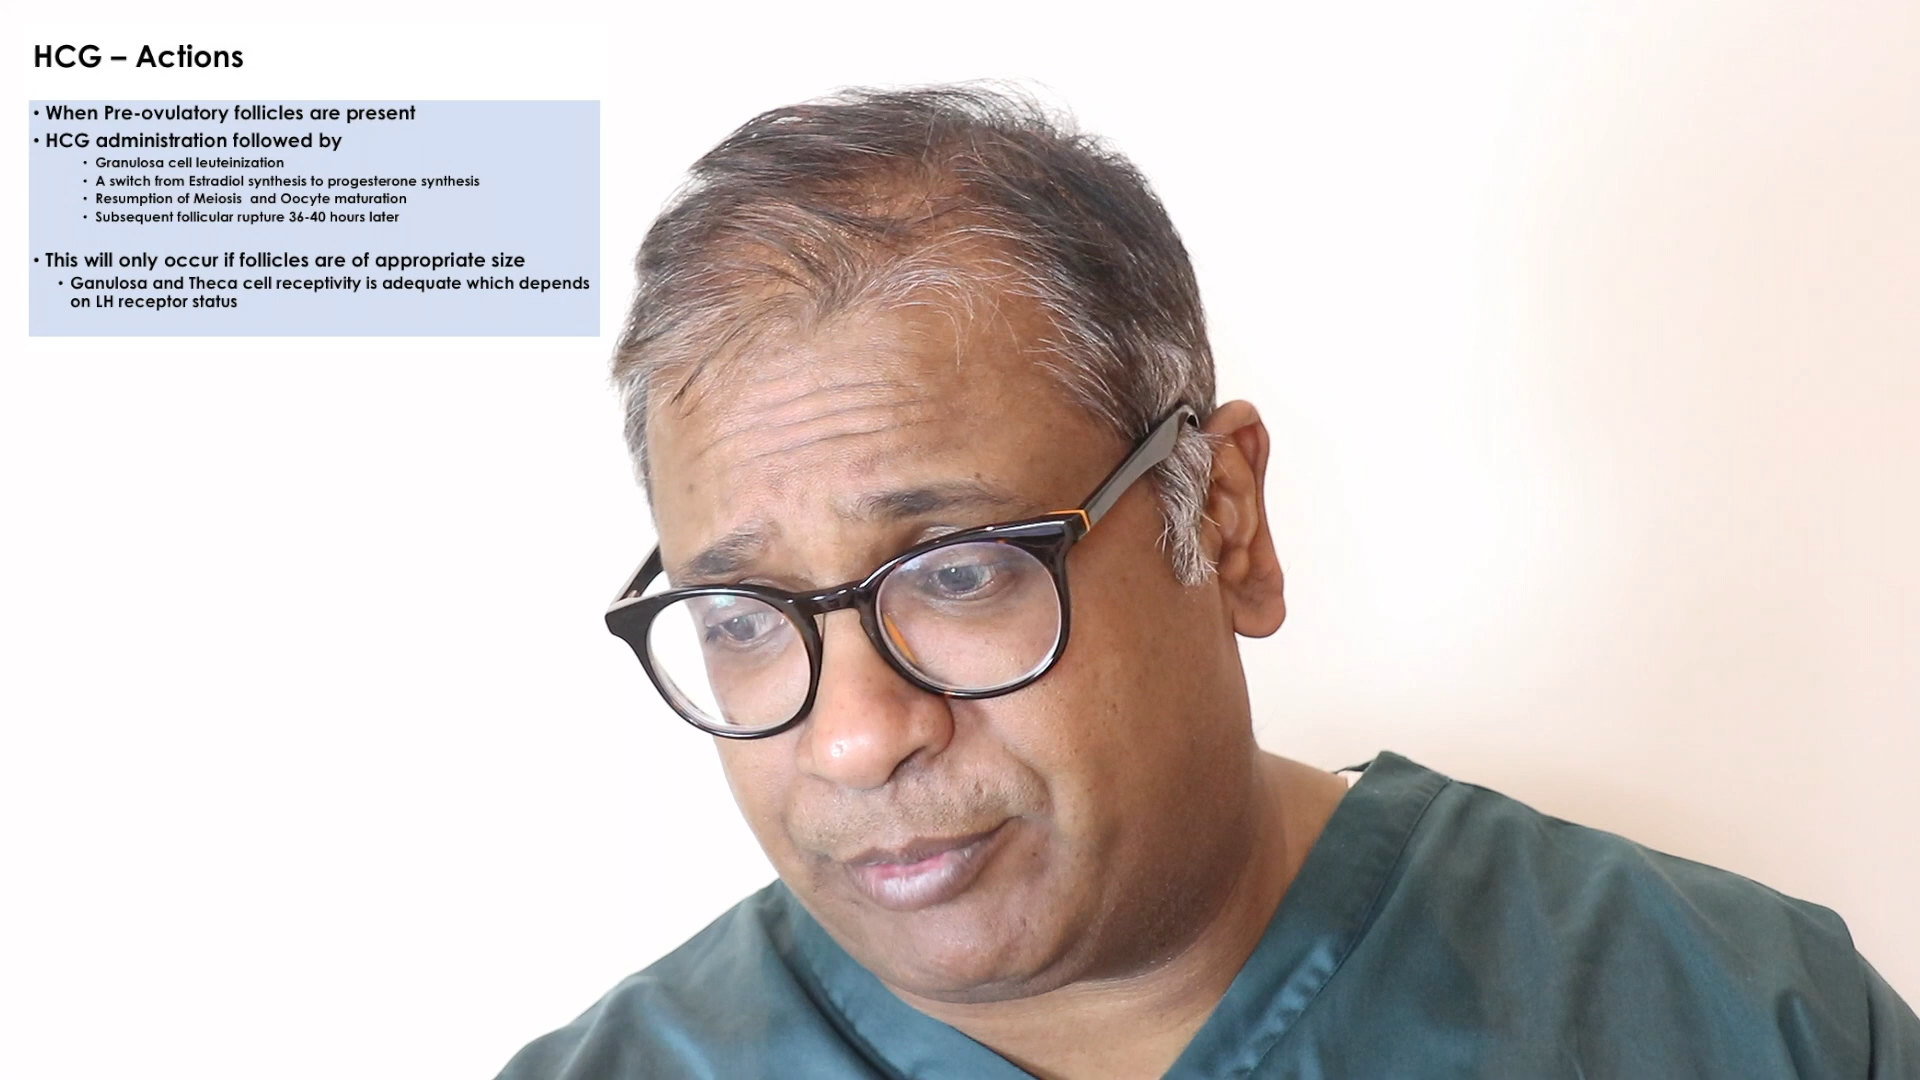 HCG – Actions
• When Pre-ovulatory follicles are present
• HCG administration followed by
• Granulosa cell leuteinization
• A switch from Estradiol synthesis to progesterone synthesis
• Resumption of Meiosis and Oocyte maturation
• Subsequent follicular rupture 36-40 hours later
• This will only occur if follicles are of appropriate size
• Ganulosa and Theca cell receptivity is adequate which depends
on LH receptor status